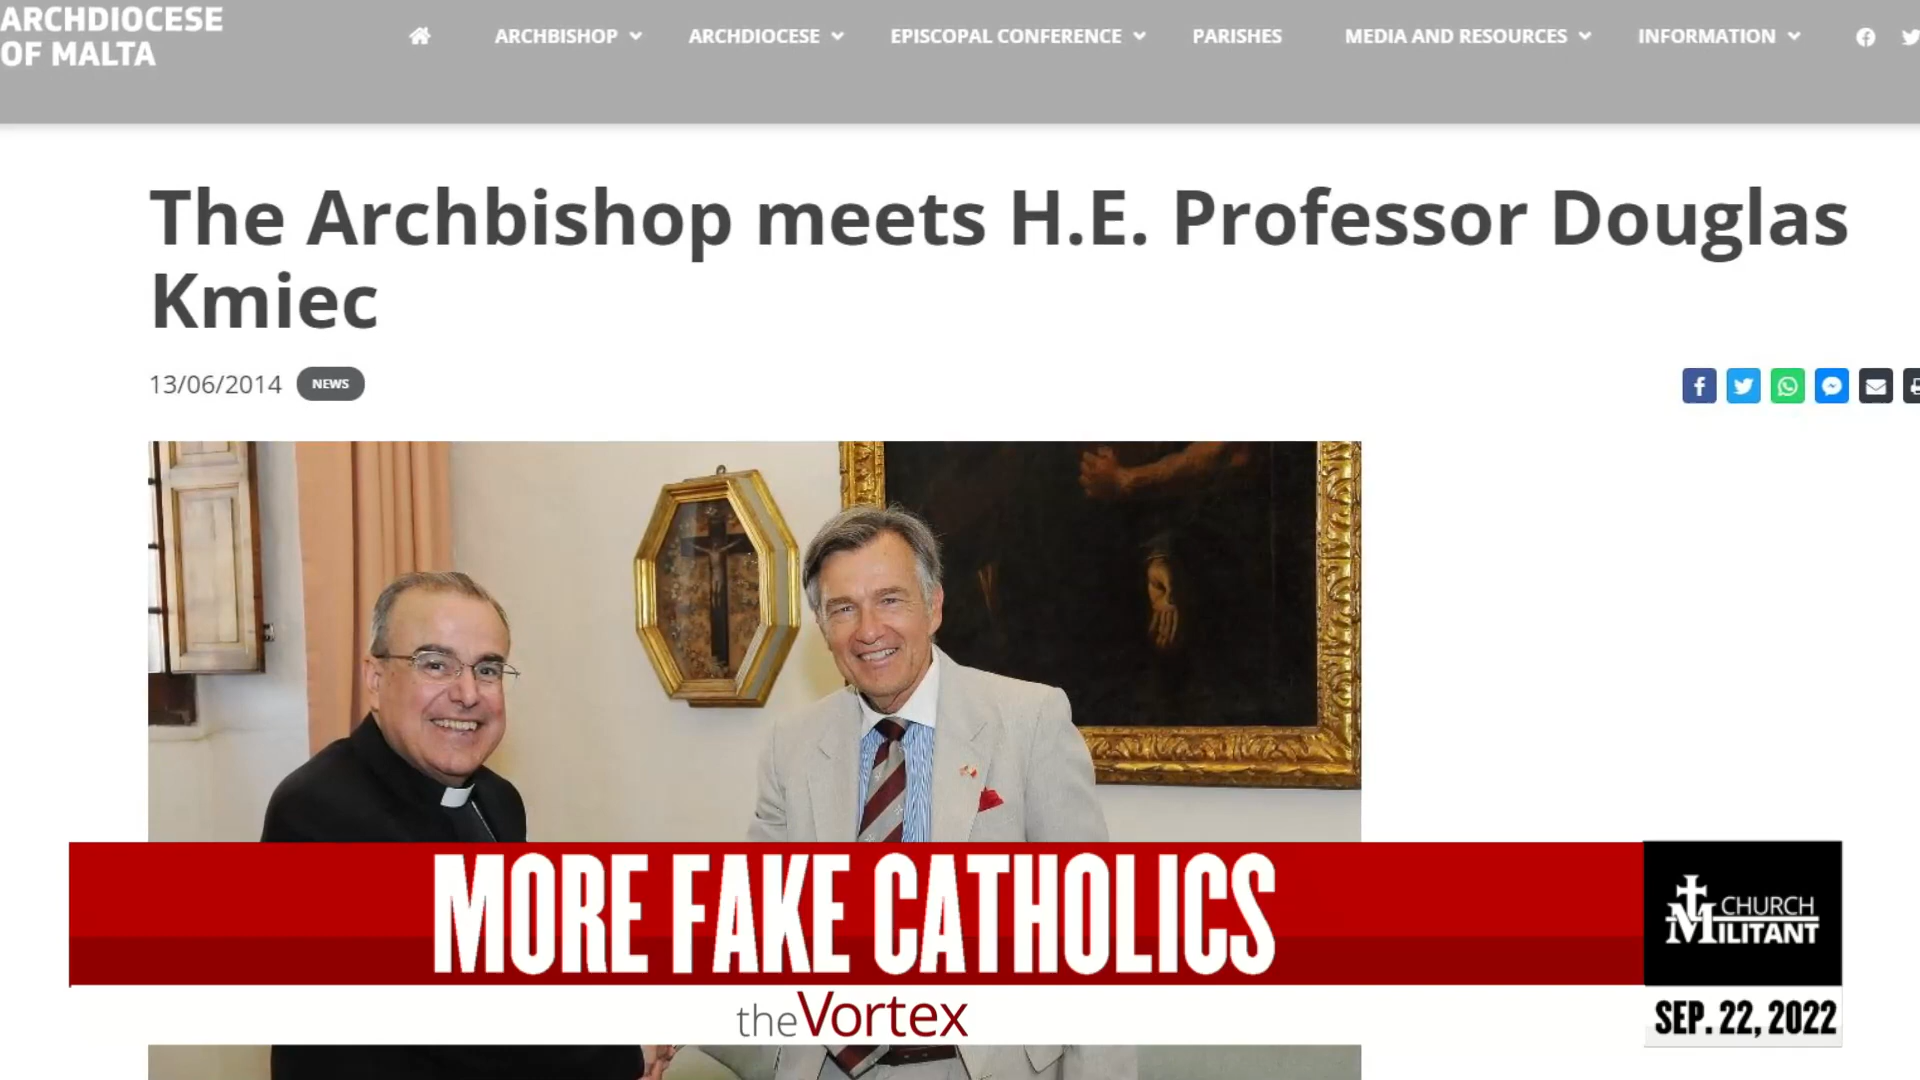 ARCHDIOCESE
OF MALTA
ARCHBISHOP
ARCHDIOCESE
EPISCOPAL CONFERENCE
PARISHES
MEDIA AND RESOURCES
INFORMATION
The Archbishop meets H.E. Professor Douglas
Kmiec
13/06/2014
NEWS
MORE FAKE CATHOLICS
CHURCH
MILITANT
theVortex
SEP. 22, 2022